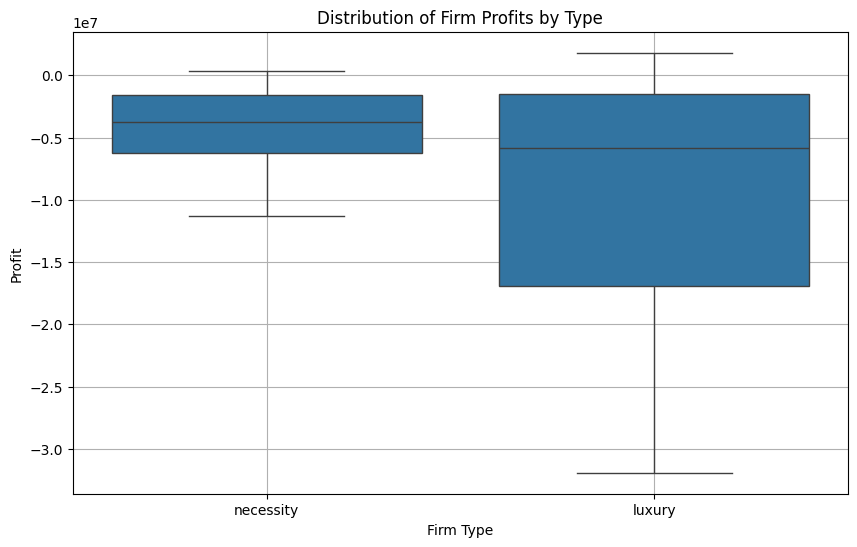 Distribution of Firm Profits by Type
1e7
0.0
−0.5
−1.0
−1.5
−2.0
−2.5
−3.0
Profit
necessity
luxury
Firm Type